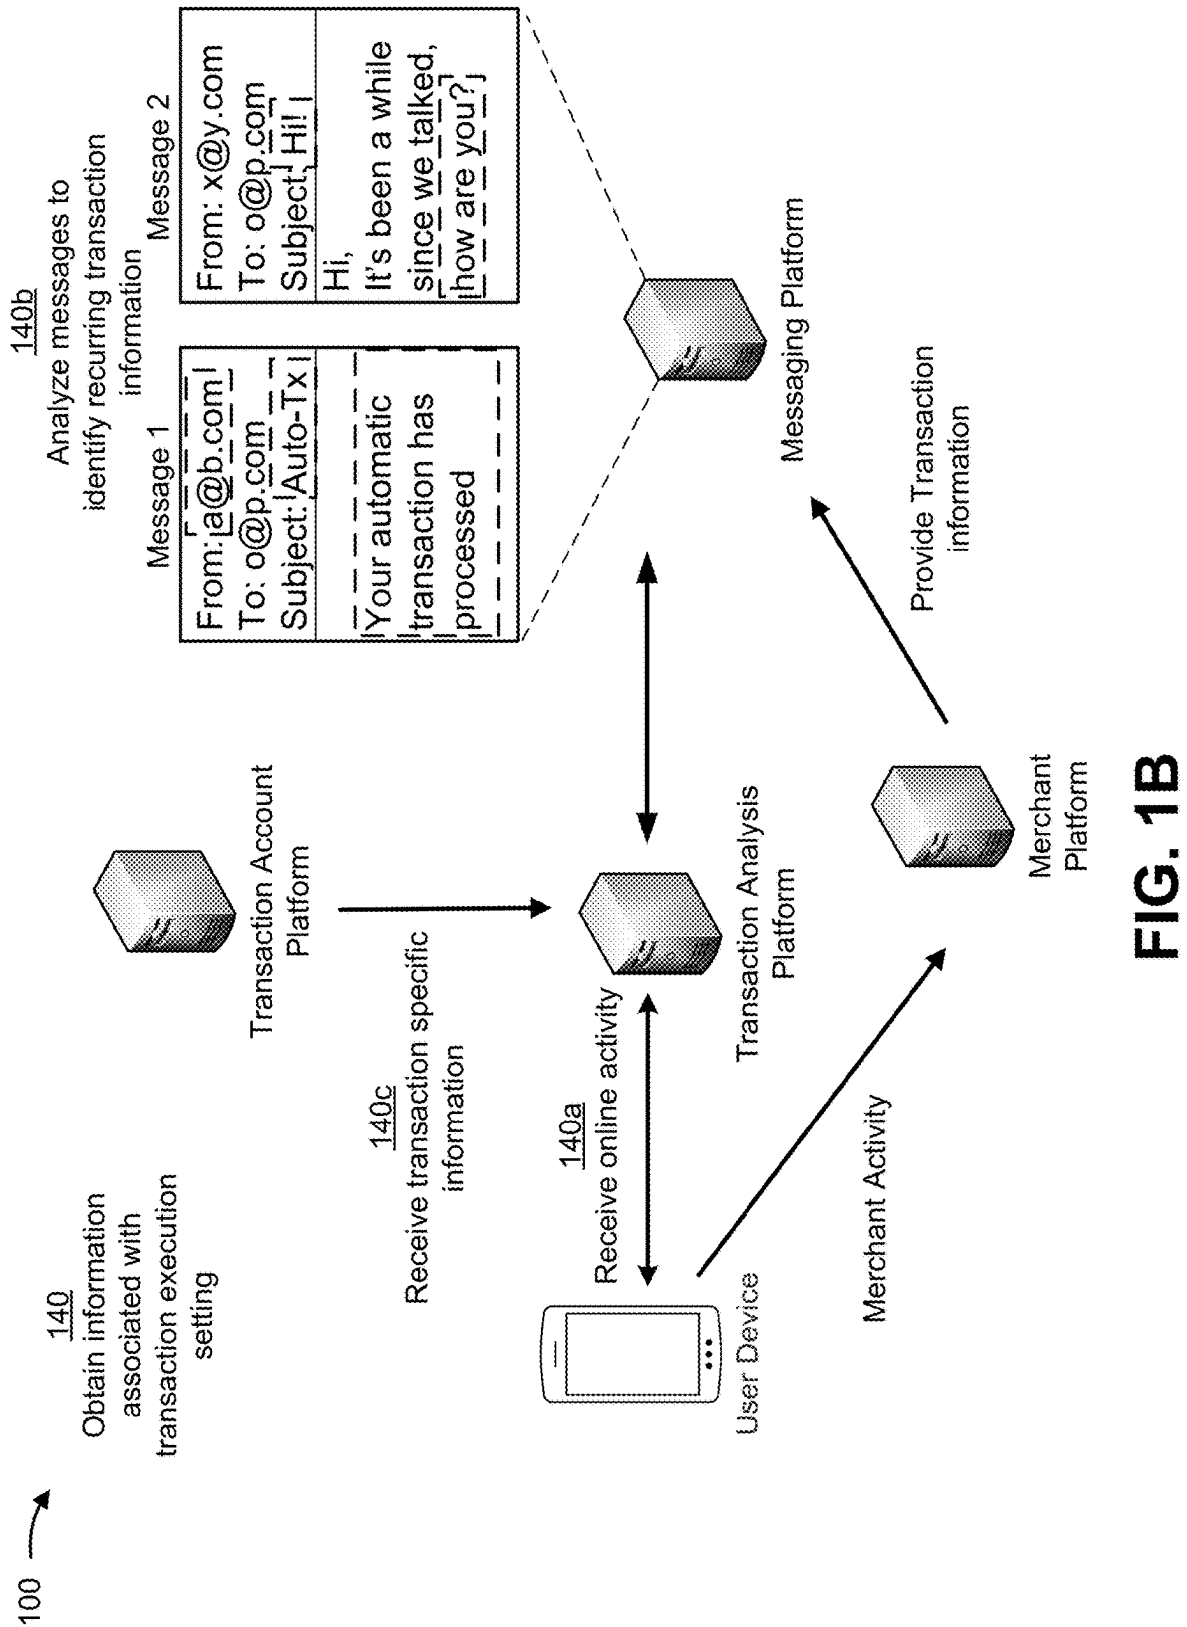 100
140
Obtain information
associated with
transaction execution
setting
Transaction Account
Platform
140b
Analyze messages to
identify recurring transaction
information
Message 1
From: a@b.com
To: o@p.com
Subject: Auto-Tx
Your automatic
transaction has
processed
Message 2
From: x@y.com
To: o@p.com
Subject: Hi!
Hi,
It's been a while
since we talked,
how are you?
140c
Receive transaction specific
information
140a
Receive online activity
User Device
Transaction Analysis
Platform
Messaging Platform
Merchant Activity
Merchant
Platform
Provide Transaction
information
FIG. 1B